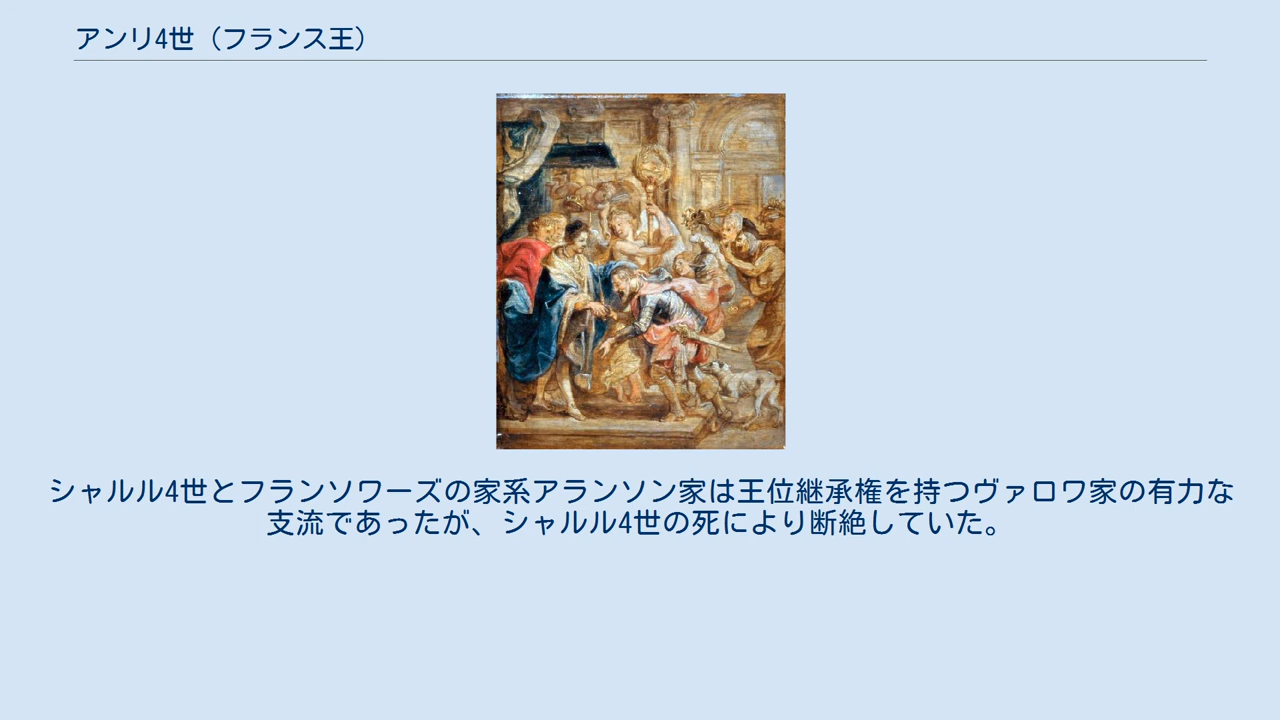 アンリ4世（フランス王）
シャルル4世とフランソワーズの家系アランソン家は王位継承権を持つヴァロワ家の有力な
支流であったが、シャルル4世の死により断絶していた。